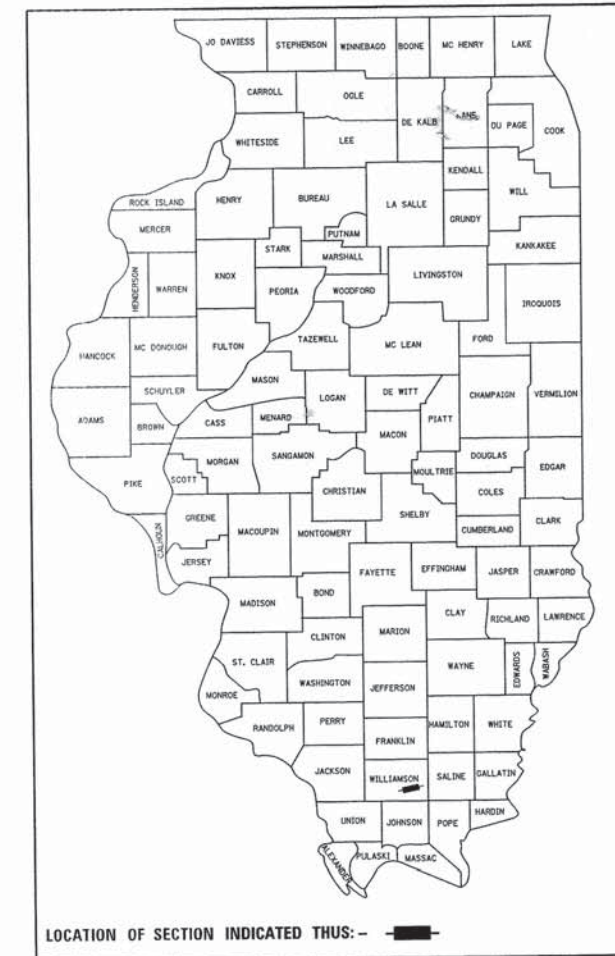 JO DAVIESS STEPHENSON WINNEBAGO BOONE MC HENRY LAKE
CARROLL OGLE DE KALB DU PAGE COOK
WHITESIDE LEE
KENDALL
ROCK ISLAND HENRY BUREAU LA SALLE GRUNDY WILL
MERCER PUTNAM
STARK MARSHALL KANKAKEE
HENDERSON WARREN KNOX PEORIA WOODFORD LIVINGSTON IROQUOIS
HANCOCK MC DONOUGH FULTON TAZEWELL MC LEAN FORD
MASON
SCHUYLER LOGAN DE WITT CHAMPAIGN VERMILION
ADAMS BROWN CASS MENARD PIATT
MACON
PIKE SCOTT MORGAN SANGAMON MOULTRIE DOUGLAS EDGAR
CHRISTIAN COLES
CALHOUN GREENE MACOUPIN MONTGOMERY SHELBY CUMBERLAND CLARK
JERSEY FAYETTE EFFINGHAM JASPER CRAWFORD
MADISON BOND
CLAY RICHLAND LAWRENCE
CLINTON MARION
ST. CLAIR WAYNE EDWARDS WABASH
WASHINGTON JEFFERSON
MONROE
RANDOLPH PERRY HAMILTON WHITE
FRANKLIN
JACKSON WILLIAMSON SALINE GALLATIN
UNION JOHNSON POPE HARDIN
ALEXANDER PULASKI MASSAC
LOCATION OF SECTION INDICATED THUS: -